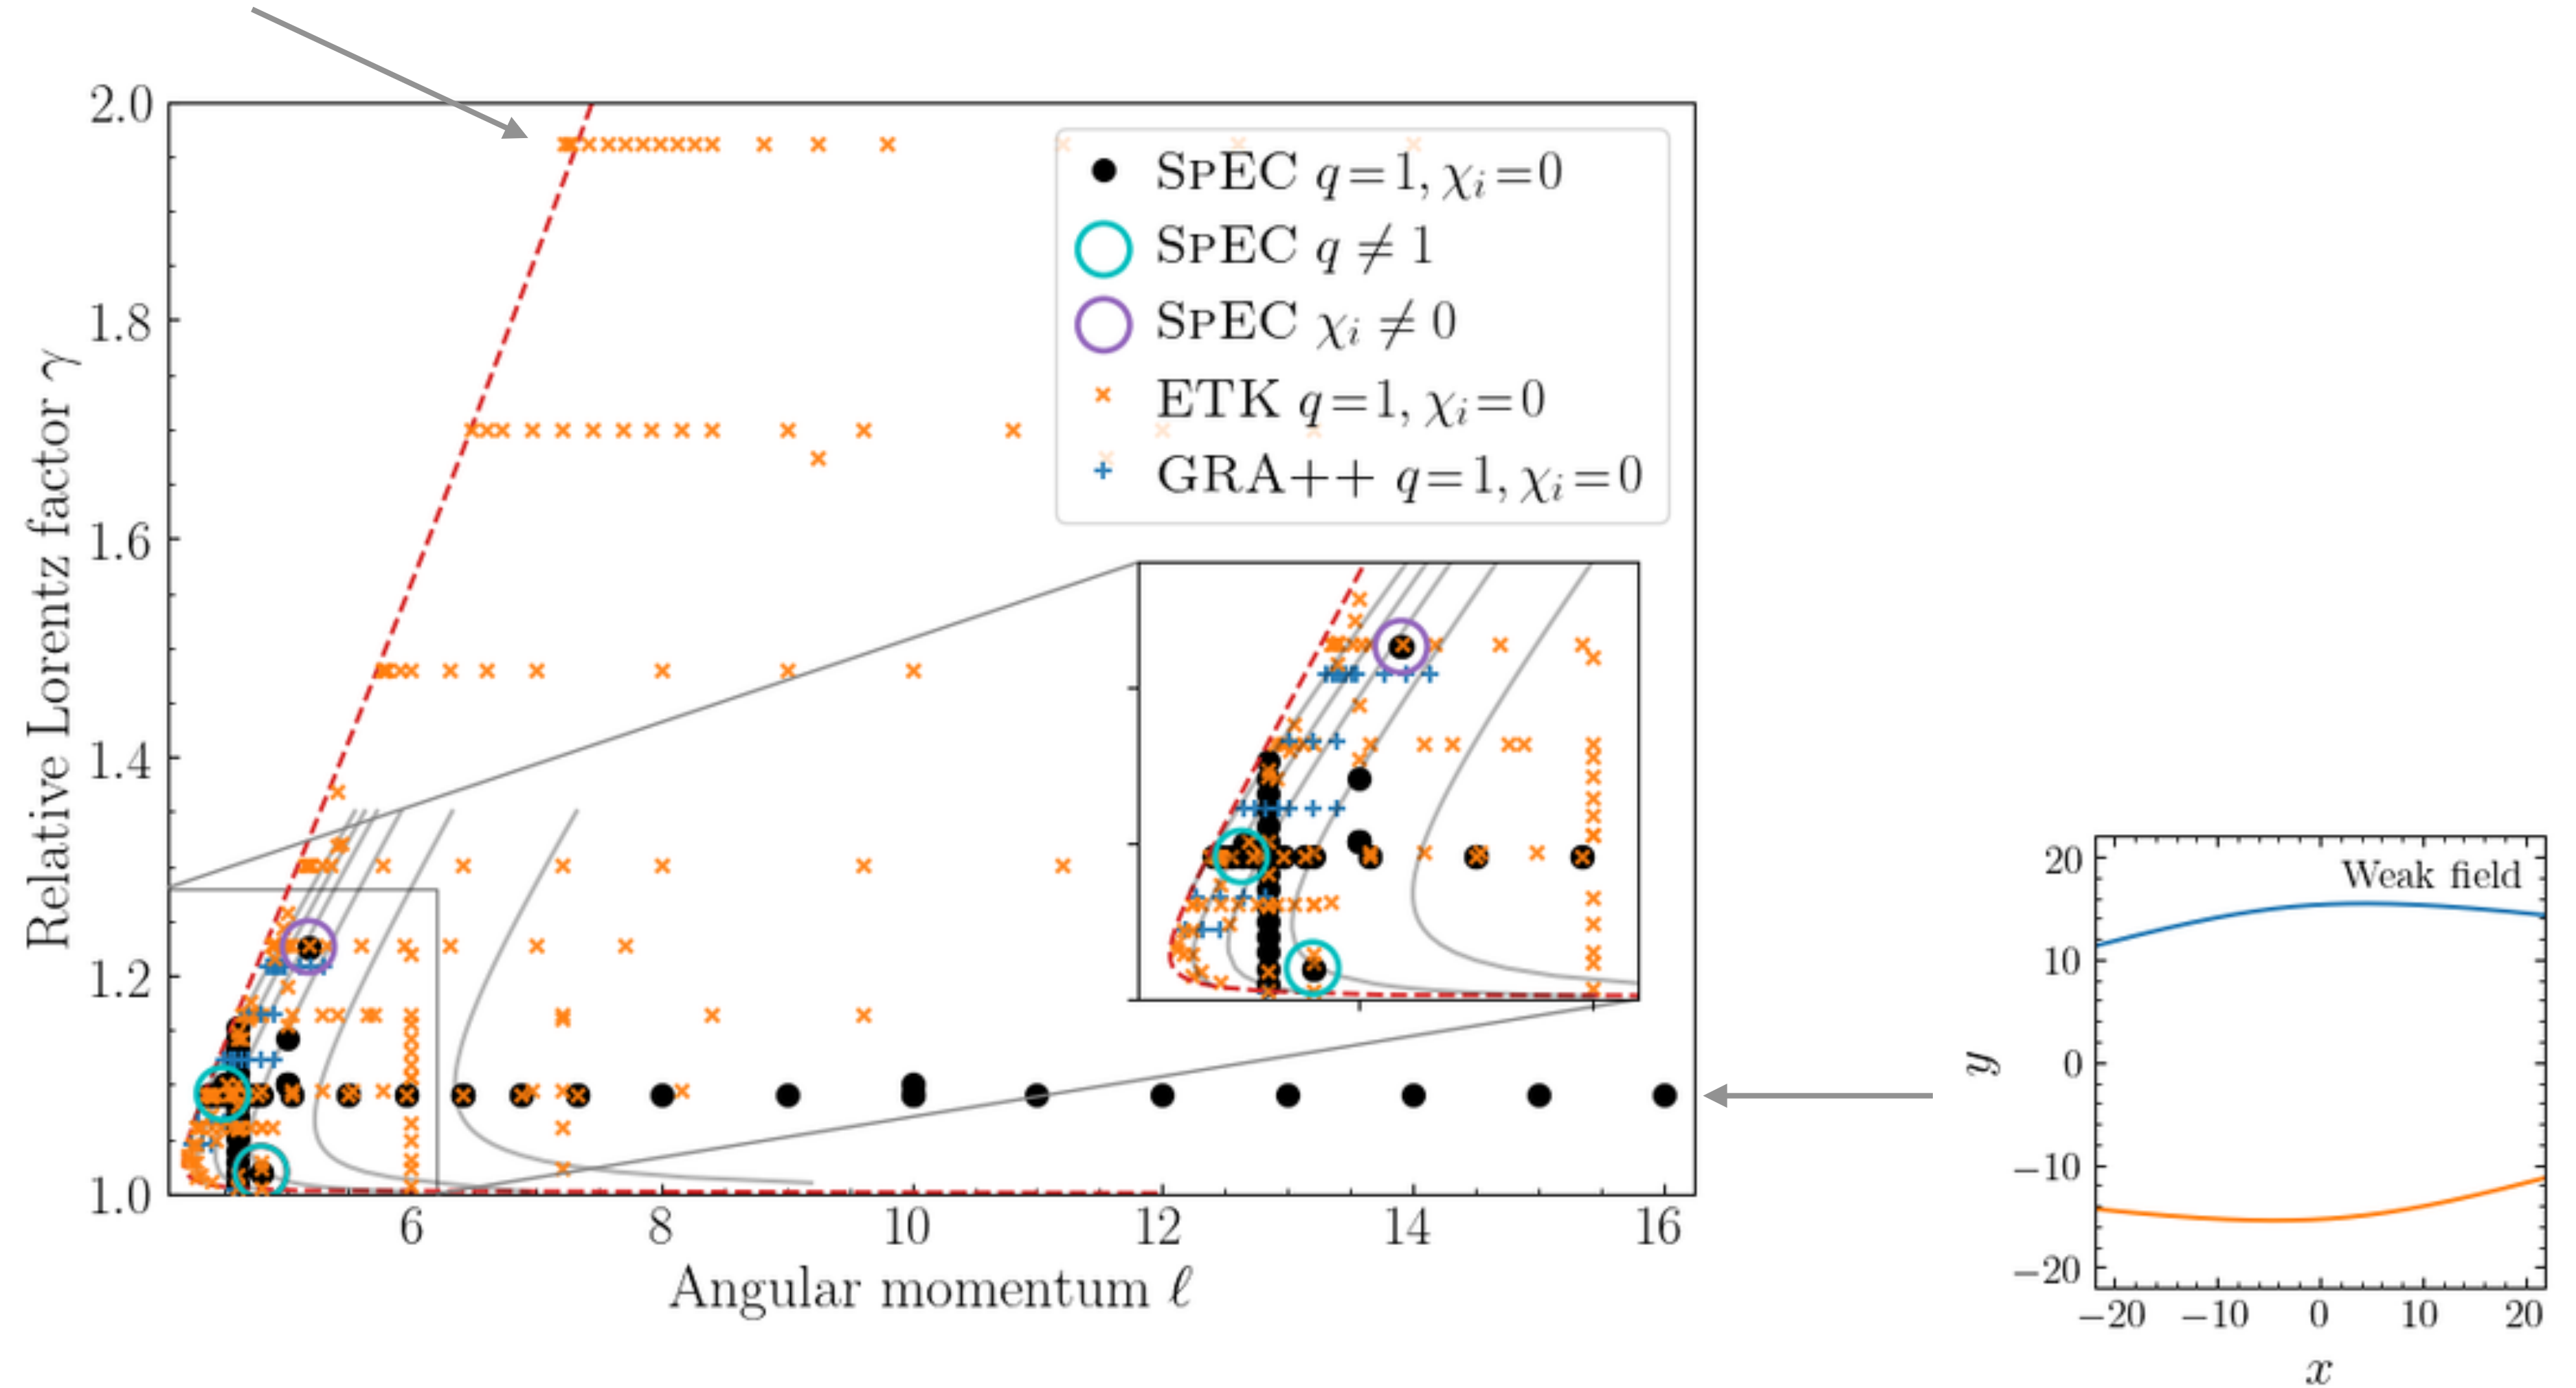 2.0
1.8
1.6
1.4
1.2
1.0
Relative Lorentz factor γ
SpEC q=1, χᵢ=0
SpEC q ≠ 1
SpEC χᵢ ≠ 0
ETK q=1, χᵢ=0
GRA++ q=1, χᵢ=0
6 8 10 12 14 16
Angular momentum ℓ
Weak field
20
10
0
−10
−20
y
−20 −10 0 10 20
x